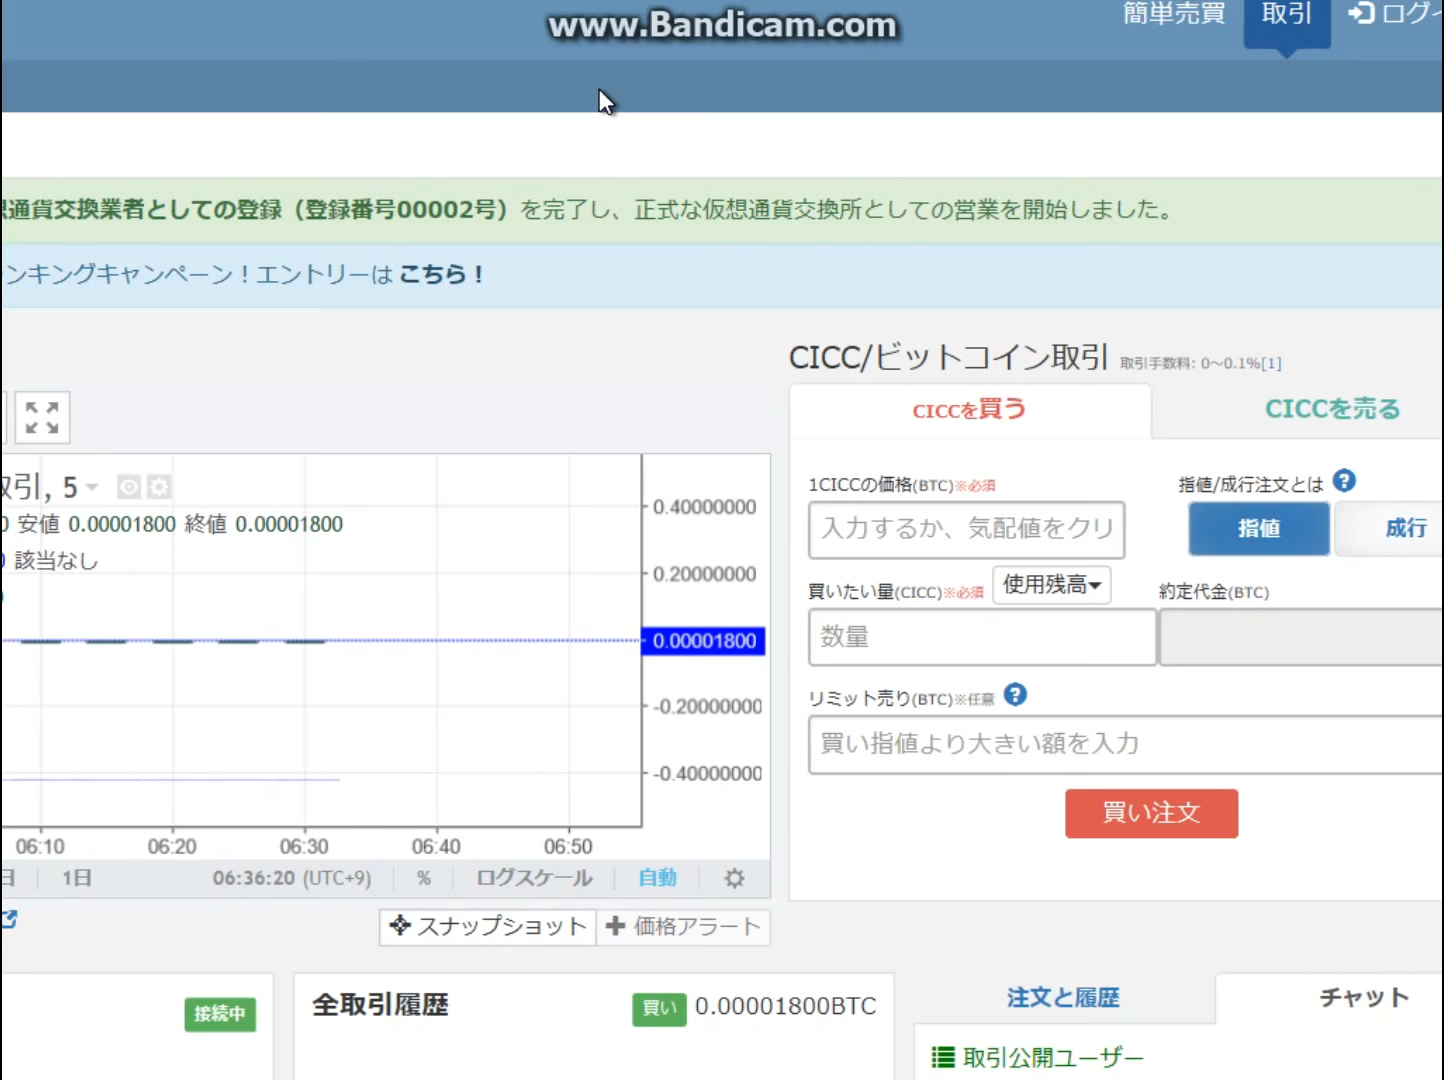 www.Bandicam.com
簡単売買
取引
ログイ
通貨交換業者としての登録（登録番号00002号）を完了し、正式な仮想通貨交換所としての営業を開始しました。
ンキングキャンペーン！エントリーは こちら！
CICC/ビットコイン取引 取引手数料: 0〜0.1%[1]
CICCを買う
CICCを売る
取引, 5
0 安値 0.00001800 終値 0.00001800
該当なし
0.40000000
0.20000000
0.00001800
-0.20000000
-0.40000000
06:10
06:20
06:30
06:40
06:50
日
1日
06:36:20 (UTC+9)
%
ログスケール
自動
スナップショット
価格アラート
1CICCの価格(BTC)※必須
指値/成行注文とは
入力するか、気配値をクリ
指値
成行
買いたい量(CICC)※必須
使用残高
約定代金(BTC)
数量
リミット売り(BTC)※任意
買い指値より大きい額を入力
買い注文
接続中
全取引履歴
買い
0.00001800BTC
注文と履歴
チャット
取引公開ユーザー